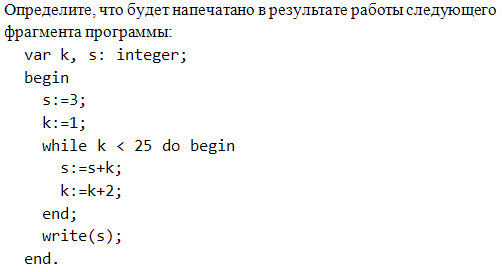 Определите, что будет напечатано в результате работы следующего
фрагмента программы:
var k, s: integer;
begin
s:=3;
k:=1;
while k < 25 do begin
s:=s+k;
k:=k+2;
end;
write(s);
end.